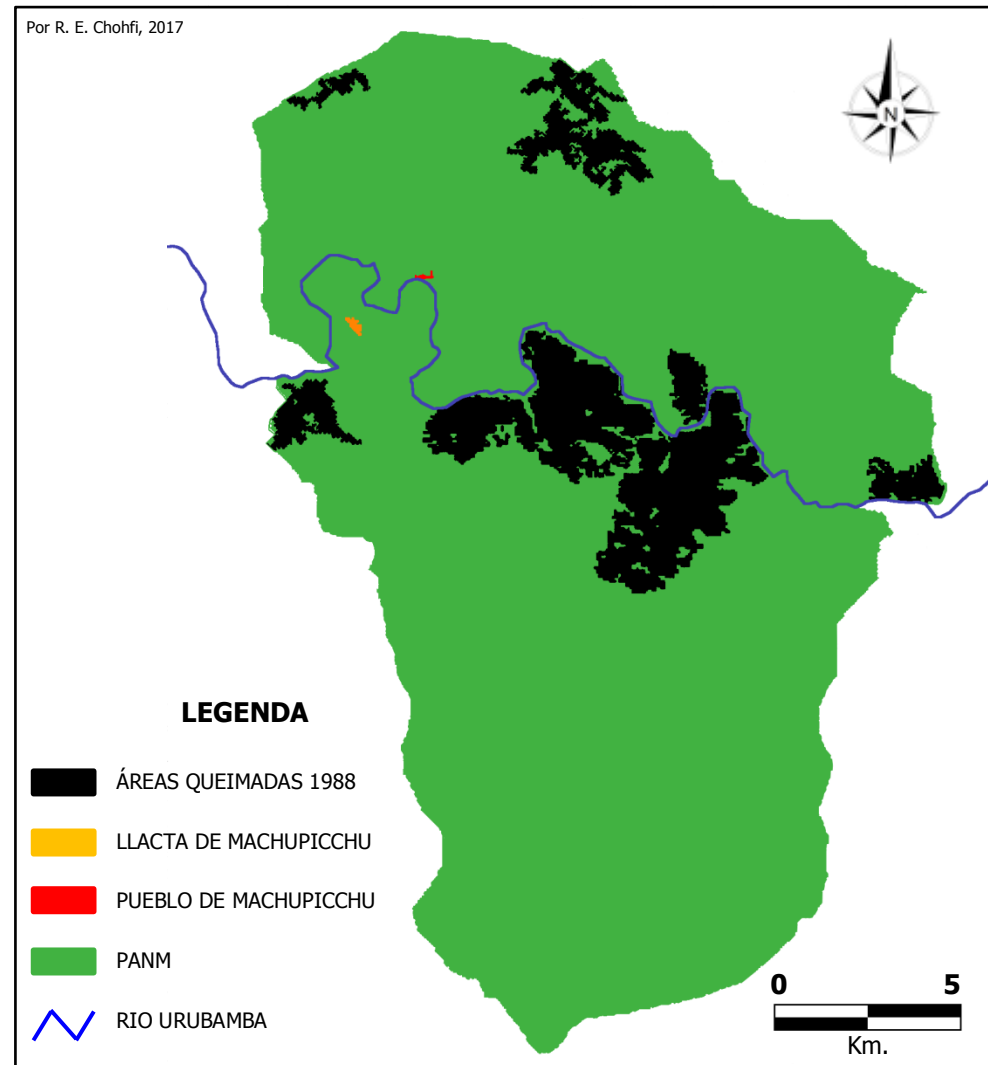 Por R. E. Chohfi, 2017
N
LEGENDA
ÁREAS QUEIMADAS 1988
LLACTA DE MACHUPICCHU
PUEBLO DE MACHUPICCHU
PANM
RIO URUBAMBA
0 5
Km.